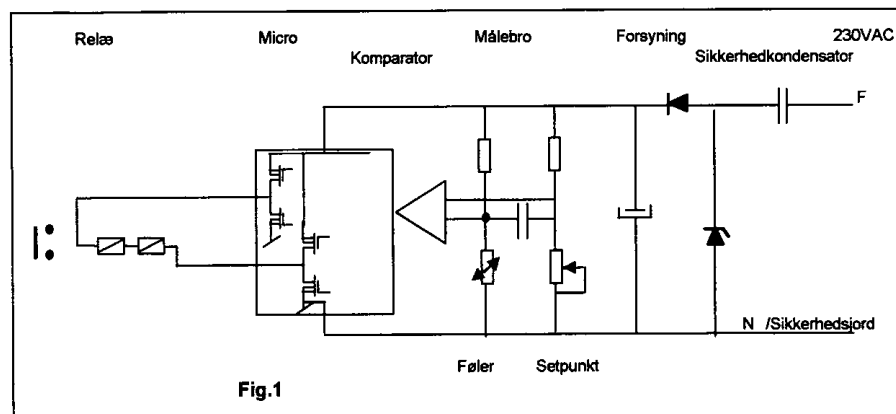 Relæ
Micro
Komparator
Målebro
Forsyning
230VAC
Sikkerhedkondensator
F
N /Sikkerhedsjord
Føler
Setpunkt
Fig.1